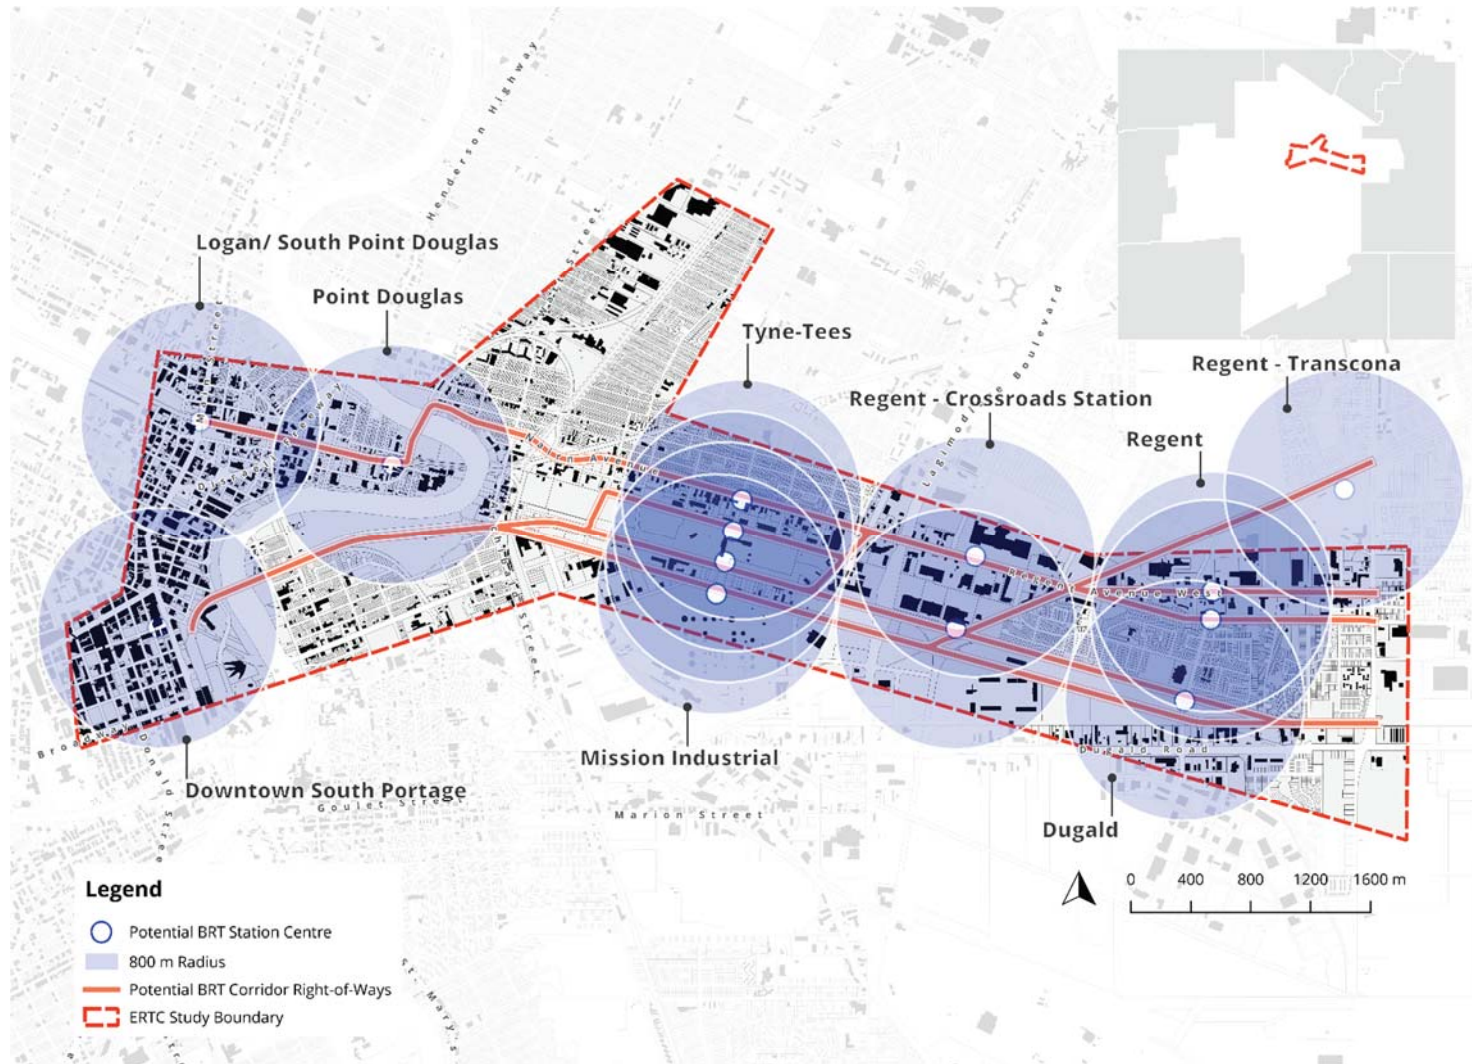 Henderson Highway
Logan/ South Point Douglas
Point Douglas
Tyne-Tees
Lagimodiere Boulevard
Regent - Transcona
Regent - Crossroads Station
Regent
Nairn Avenue
Regent Avenue West
Street
Broadway
Donald Street
Downtown South Portage
Goulet Street
Mission Industrial
Marion Street
Dugald Road
Dugald
0 400 800 1200 1600 m
Legend
Potential BRT Station Centre
800 m Radius
Potential BRT Corridor Right-of-Ways
ERTC Study Boundary
St. Mary's